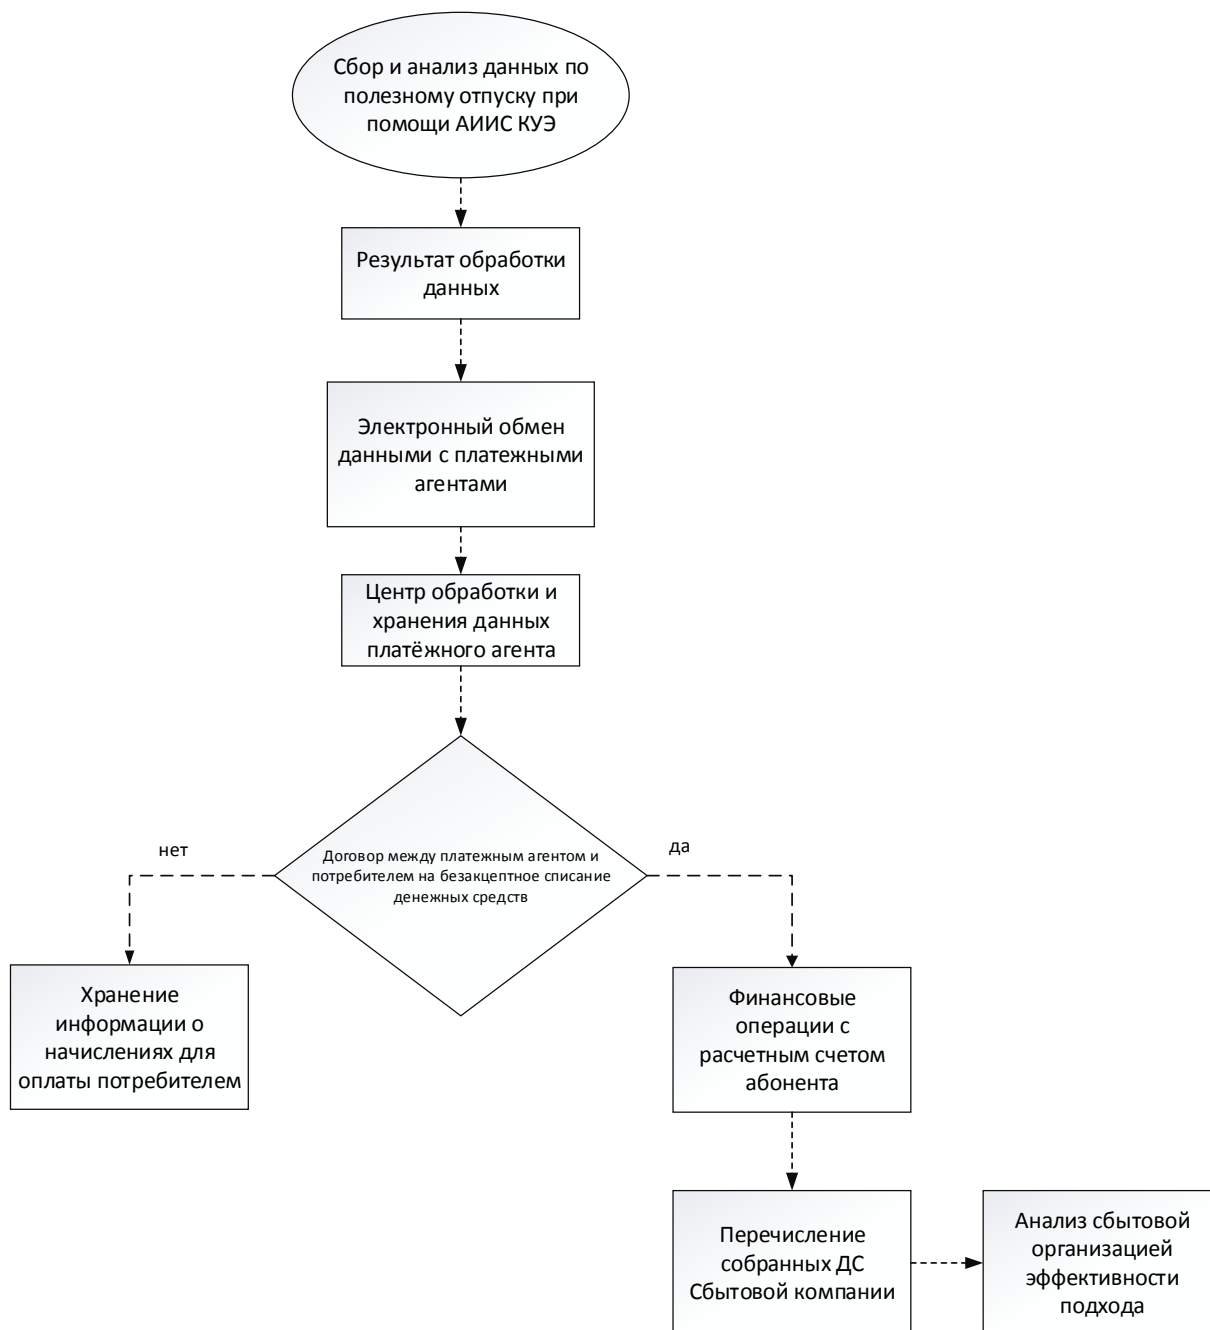 Сбор и анализ данных по
полезному отпуску при
помощи АИИС КУЭ
Результат обработки
данных
Электронный обмен
данными с платежными
агентами
Центр обработки и
хранения данных
платёжного агента
нет
да
Договор между платежным агентом и
потребителем на безакцептное списание
денежных средств
Хранение
информации о
начислениях для
оплаты потребителем
Финансовые
операции с
расчетным счетом
абонента
Перечисление
собранных ДС
Сбытовой компании
Анализ сбытовой
организацией
эффективности
подхода